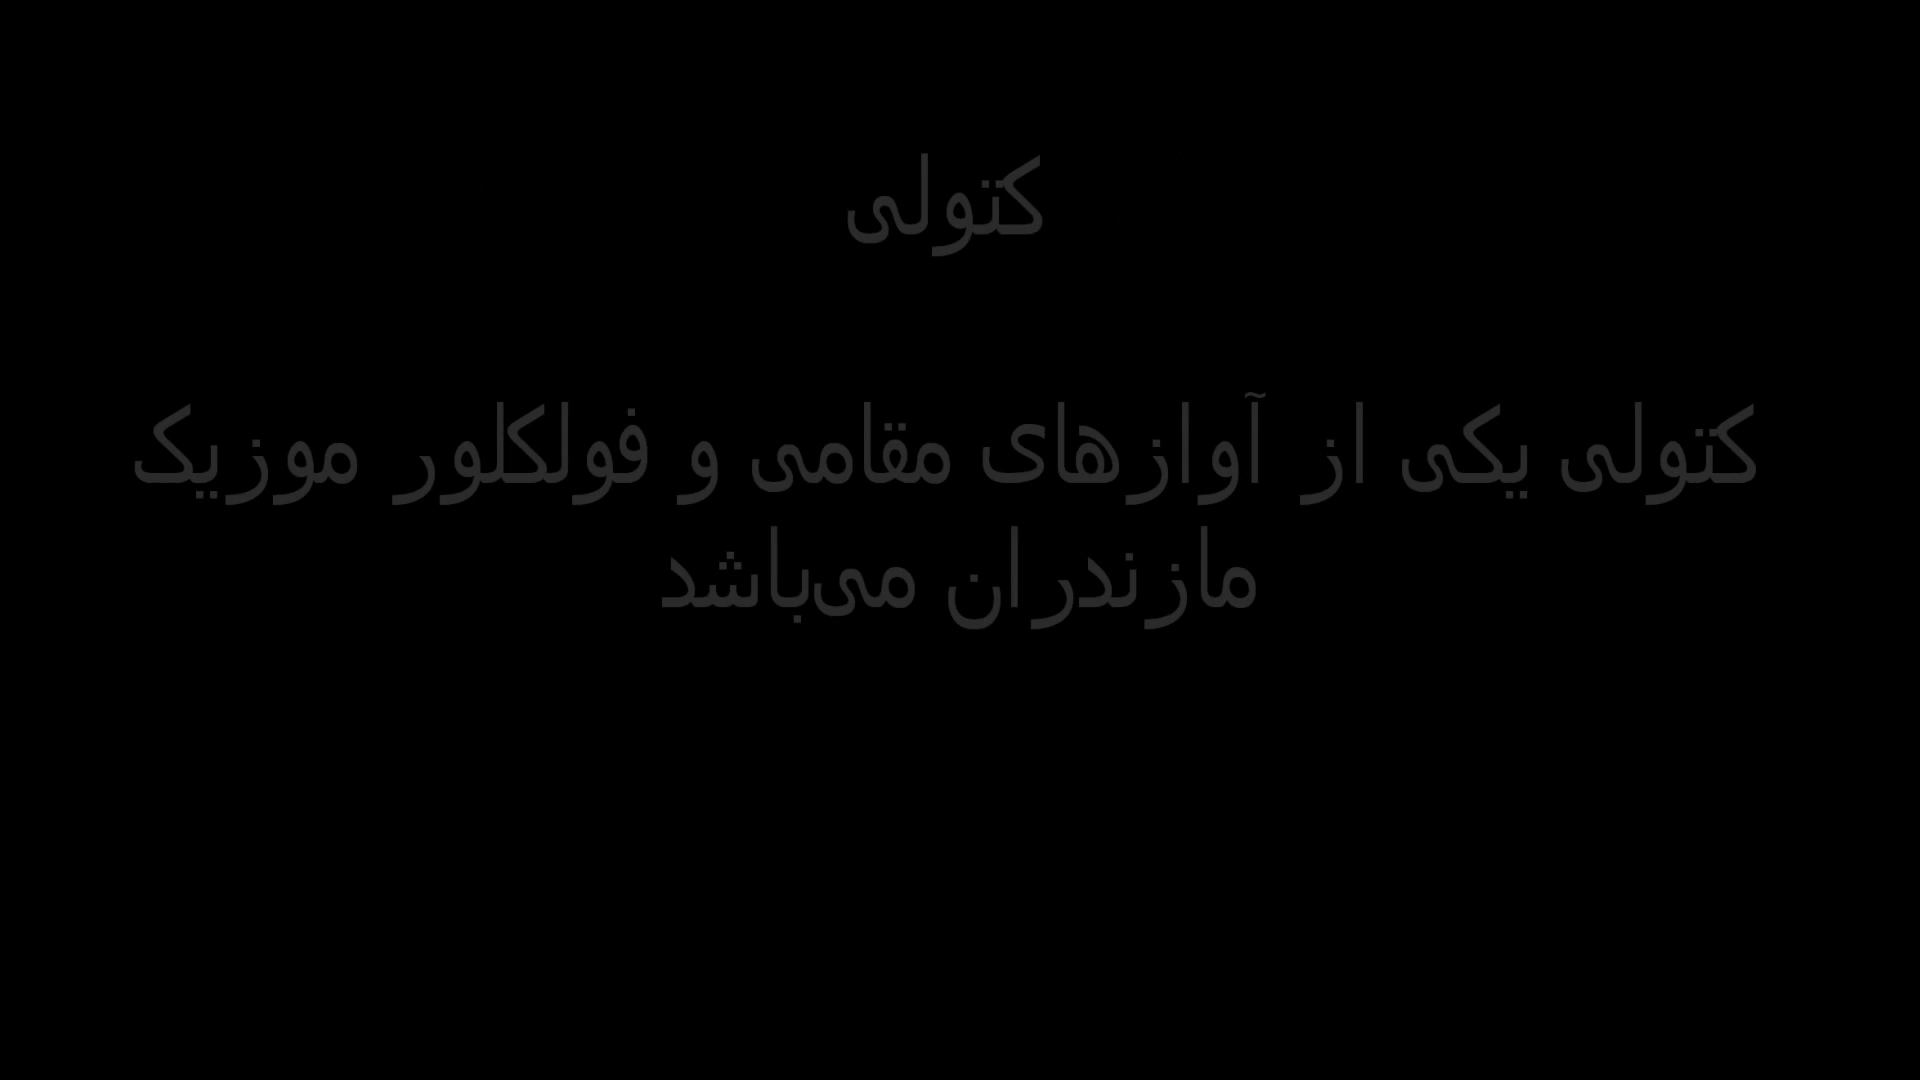 کتولی
کتولی یکی از آوازهای مقامی و فولکلور موزیک
مازندران می‌باشد